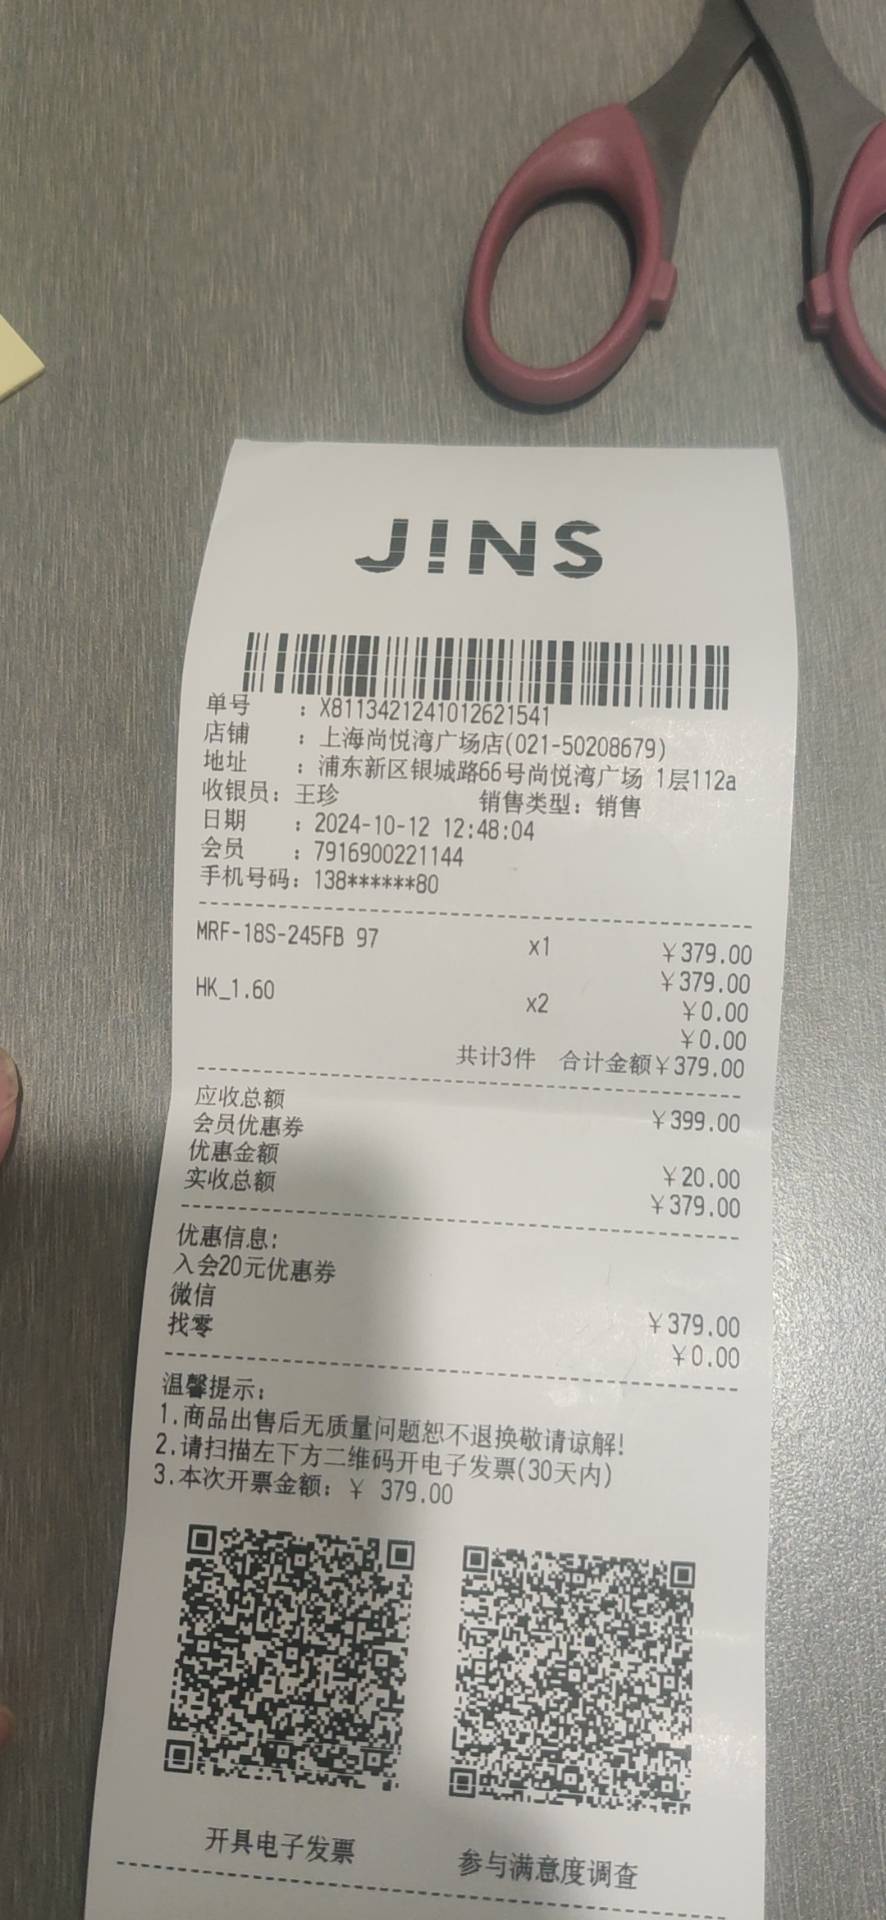 JINS
单号 : X8113421241012621541
店铺 : 上海尚悦湾广场店(021-50208679)
地址 : 浦东新区银城路66号尚悦湾广场 1层112a
收银员: 王珍 销售类型: 销售
日期 : 2024-10-12 12:48:04
会员 : 7916900221144
手机号码: 138******80
MRF-18S-245FB 97 x1 ￥379.00
￥379.00
HK_1.60 x2 ￥0.00
￥0.00
共计3件 合计金额￥379.00
应收总额 ￥399.00
会员优惠券
优惠金额 ￥20.00
实收总额 ￥379.00
优惠信息:
入会20元优惠券
微信 ￥379.00
找零 ￥0.00
温馨提示:
1.商品出售后无质量问题恕不退换敬请谅解!
2.请扫描左下方二维码开电子发票(30天内)
3.本次开票金额: ￥ 379.00
开具电子发票 参与满意度调查